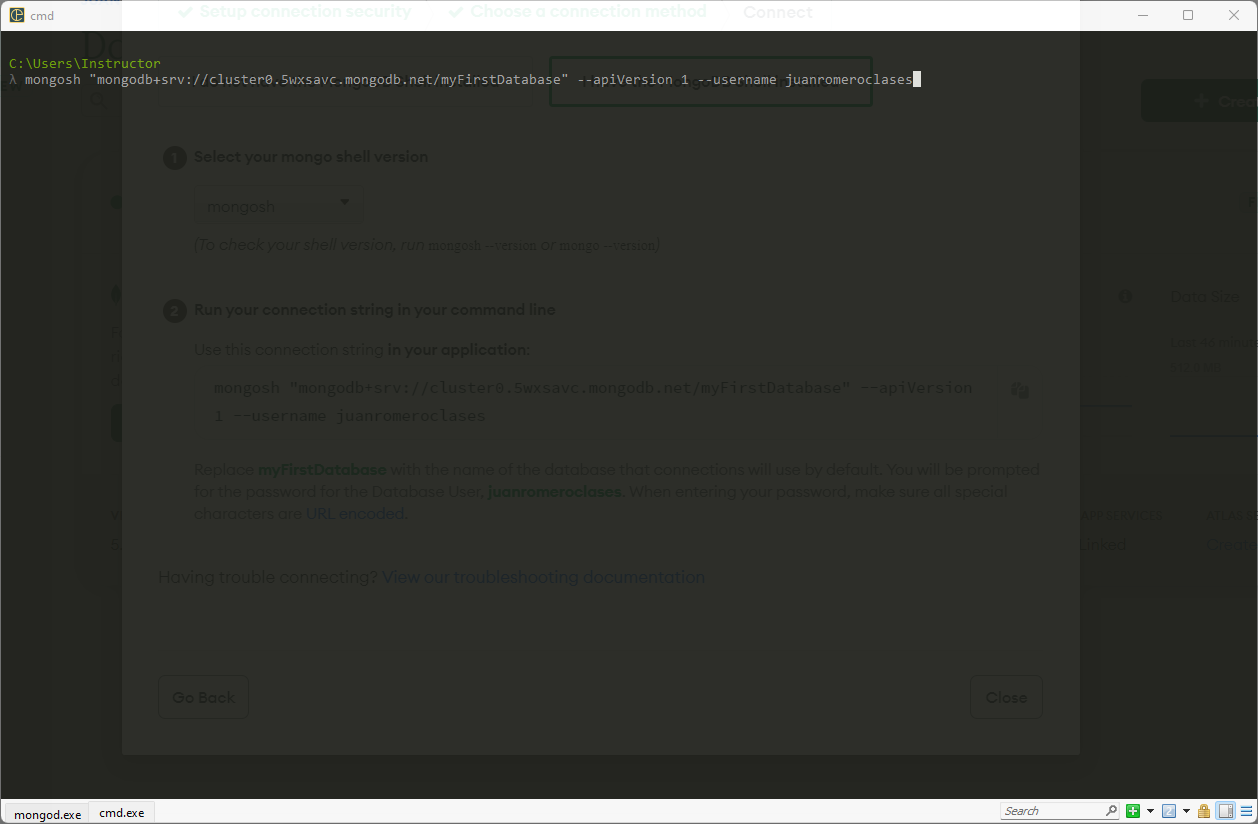 cmd
Setup connection security
Choose a connection method
Connect
C:\Users\Instructor
λ mongosh "mongodb+srv://cluster0.5wxsavc.mongodb.net/myFirstDatabase" --apiVersion 1 --username juanromeroclases
1 Select your mongo shell version
mongosh
(To check your shell version, run mongosh --version or mongo --version)
2 Run your connection string in your command line
Data Size
Use this connection string in your application:
mongosh "mongodb+srv://cluster0.5wxsavc.mongodb.net/myFirstDatabase" --apiVersion
1 --username juanromeroclases
Replace myFirstDatabase with the name of the database that connections will use by default. You will be prompted
for the password for the Database User, juanromeroclases. When entering your password, make sure all special
characters are URL encoded.
Linked
Having trouble connecting? View our troubleshooting documentation
Go Back
Close
mongod.exe
cmd.exe
Search